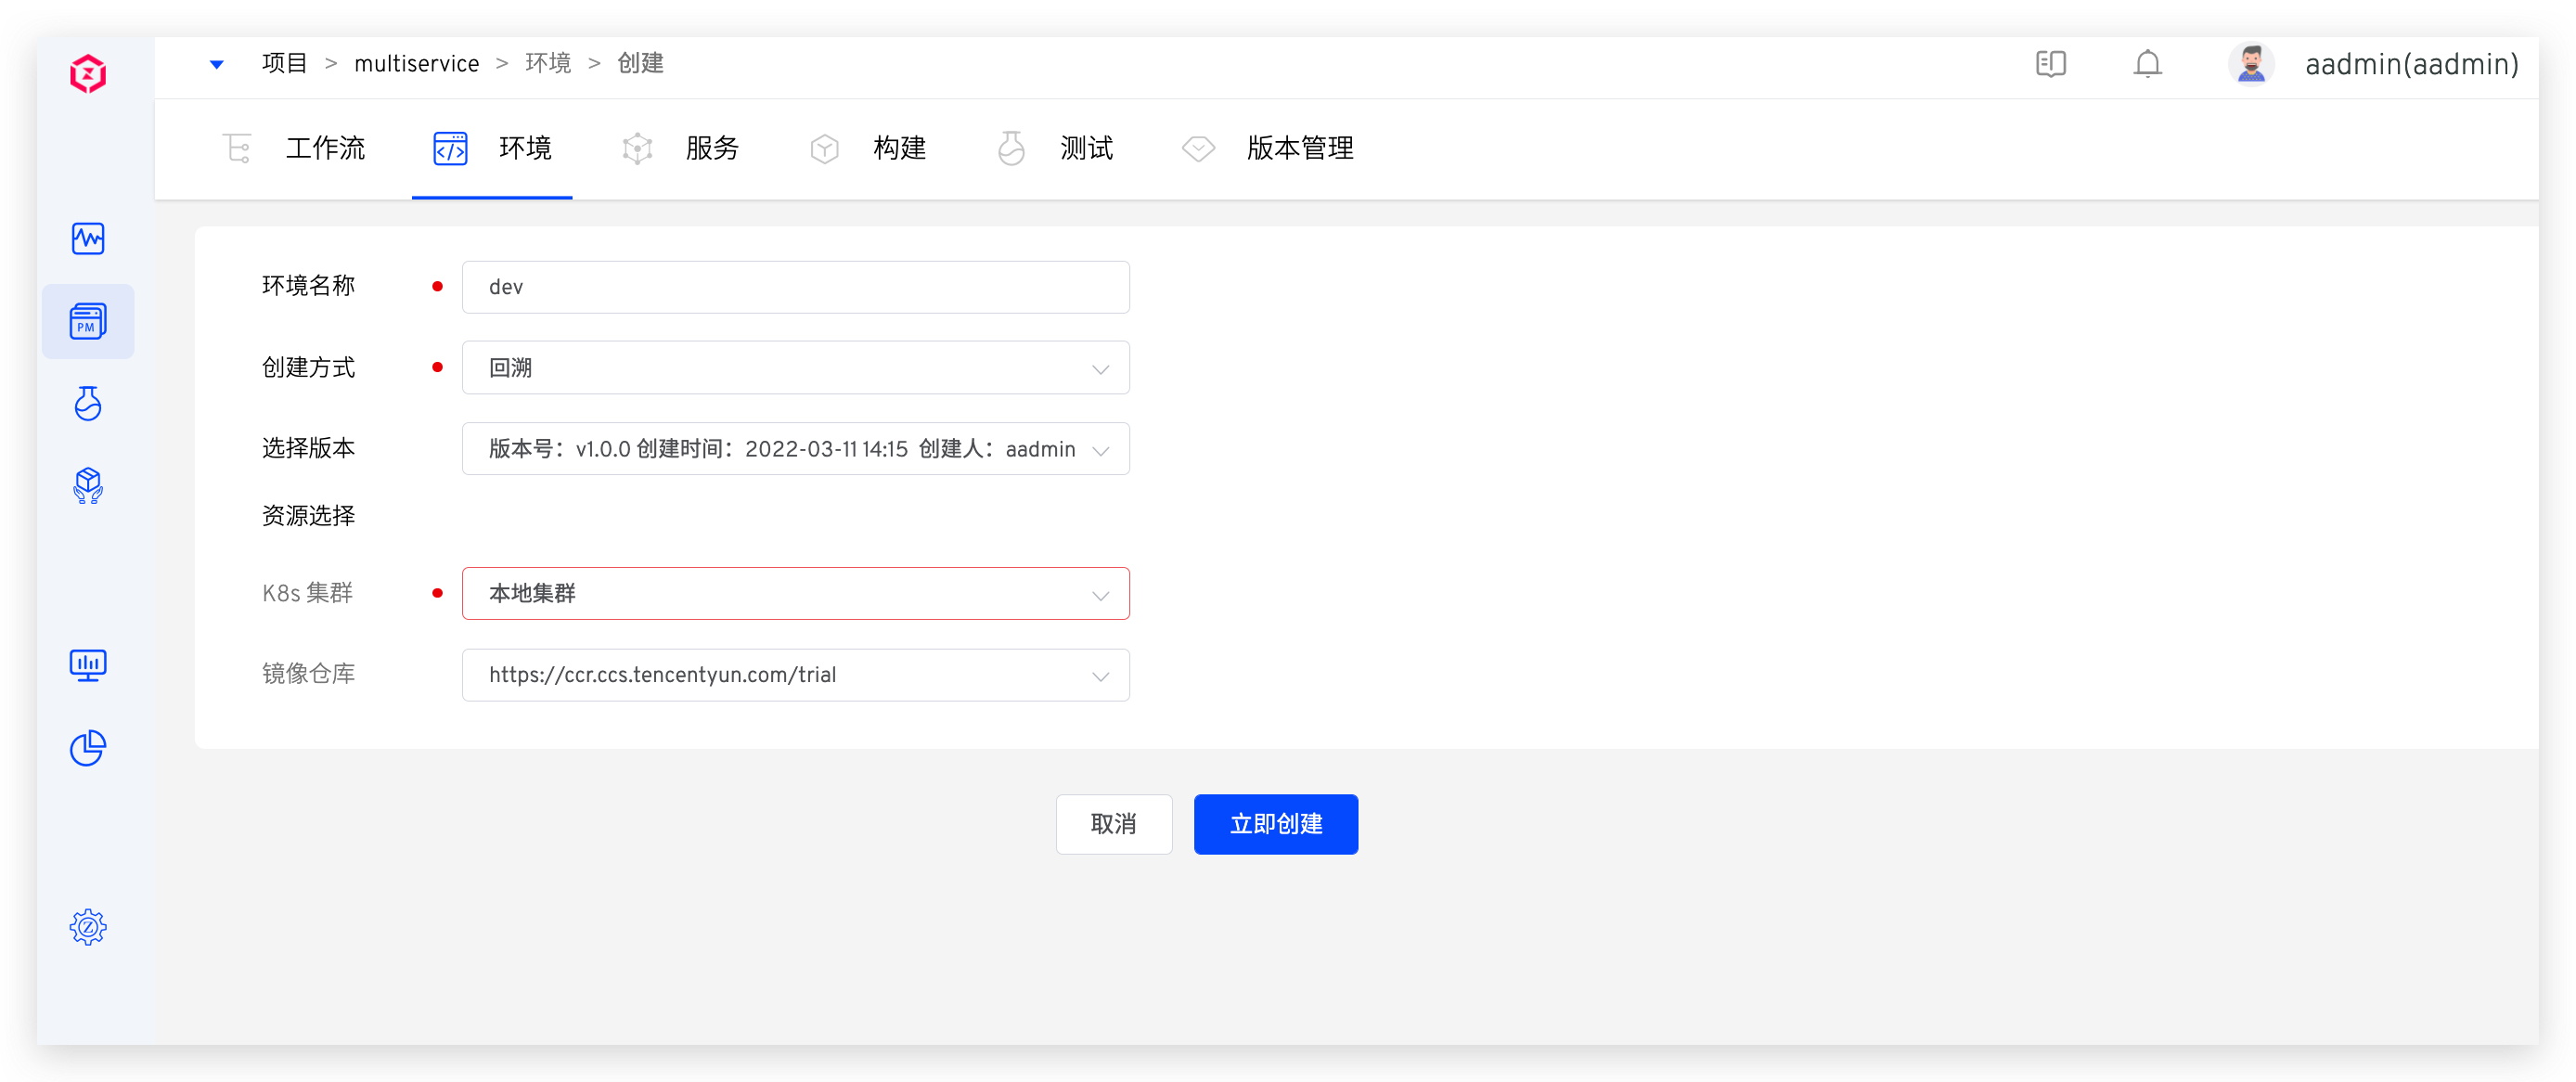 项目 > multiservice > 环境 > 创建
aadmin(aadmin)
工作流 环境 服务 构建 测试 版本管理
PM
环境名称 dev
创建方式 回溯
选择版本 版本号：v1.0.0 创建时间：2022-03-11 14:15 创建人：aadmin
资源选择
K8s 集群 本地集群
镜像仓库 https://ccr.ccs.tencentyun.com/trial
取消 立即创建